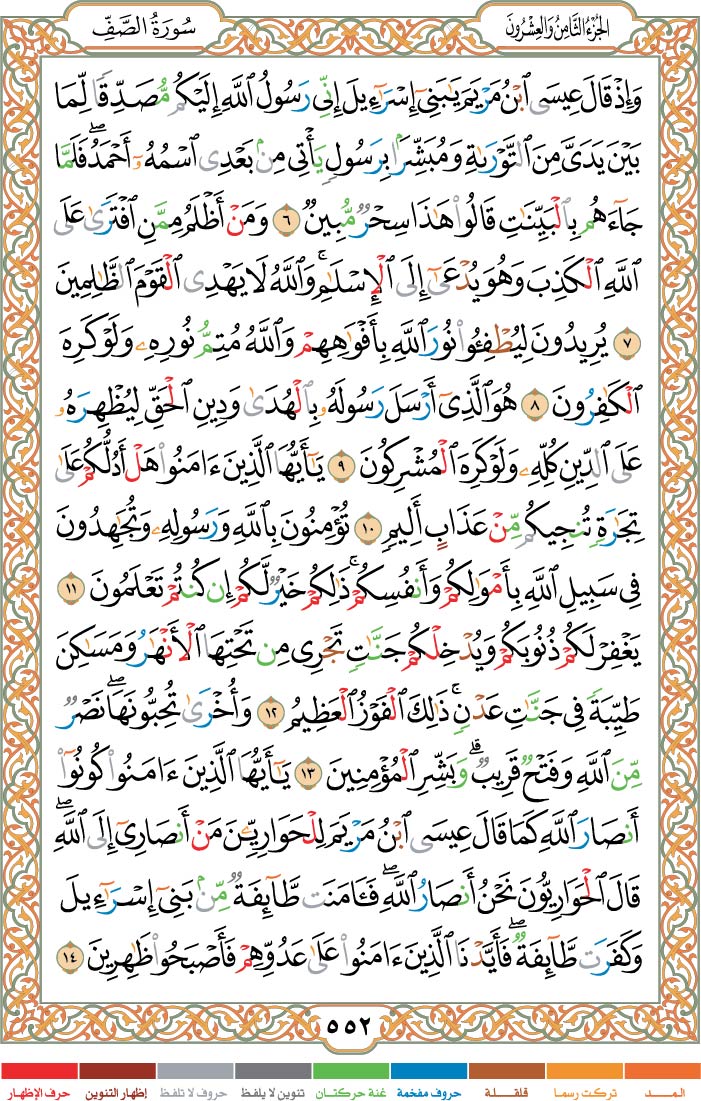 الجُزْءُ الثَّامِنُ وَالعِشْرُونَ
سُورَةُ الصَّفِّ
وَإِذْ قَالَ عِيسَى ٱبْنُ مَرْيَمَ يَـٰبَنِىٓ إِسْرَٰٓءِيلَ إِنِّى رَسُولُ ٱللَّهِ إِلَيْكُم مُّصَدِّقًا لِّمَا
بَيْنَ يَدَىَّ مِنَ ٱلتَّوْرَىٰةِ وَمُبَشِّرًۢا بِرَسُولٍ يَأْتِى مِنۢ بَعْدِى ٱسْمُهُۥٓ أَحْمَدُ ۖ فَلَمَّا
جَآءَهُم بِٱلْبَيِّنَـٰتِ قَالُوا۟ هَـٰذَا سِحْرٌ مُّبِينٌ ٦ وَمَنْ أَظْلَمُ مِمَّنِ ٱفْتَرَىٰ عَلَى
ٱللَّهِ ٱلْكَذِبَ وَهُوَ يُدْعَىٰٓ إِلَى ٱلْإِسْلَـٰمِ ۚ وَٱللَّهُ لَا يَهْدِى ٱلْقَوْمَ ٱلظَّـٰلِمِينَ
٧ يُرِيدُونَ لِيُطْفِـُٔوا۟ نُورَ ٱللَّهِ بِأَفْوَٰهِهِمْ وَٱللَّهُ مُتِمُّ نُورِهِۦ وَلَوْ كَرِهَ
ٱلْكَـٰفِرُونَ ٨ هُوَ ٱلَّذِىٓ أَرْسَلَ رَسُولَهُۥ بِٱلْهُدَىٰ وَدِينِ ٱلْحَقِّ لِيُظْهِرَهُۥ
عَلَى ٱلدِّينِ كُلِّهِۦ وَلَوْ كَرِهَ ٱلْمُشْرِكُونَ ٩ يَـٰٓأَيُّهَا ٱلَّذِينَ ءَامَنُوا۟ هَلْ أَدُلُّكُمْ عَلَىٰ
تِجَـٰرَةٍ تُنجِيكُم مِّنْ عَذَابٍ أَلِيمٍ ١٠ تُؤْمِنُونَ بِٱللَّهِ وَرَسُولِهِۦ وَتُجَـٰهِدُونَ
فِى سَبِيلِ ٱللَّهِ بِأَمْوَٰلِكُمْ وَأَنفُسِكُمْ ۚ ذَٰلِكُمْ خَيْرٌ لَّكُمْ إِن كُنتُمْ تَعْلَمُونَ ١١
يَغْفِرْ لَكُمْ ذُنُوبَكُمْ وَيُدْخِلْكُمْ جَنَّـٰتٍ تَجْرِى مِن تَحْتِهَا ٱلْأَنْهَـٰرُ وَمَسَـٰكِنَ
طَيِّبَةً فِى جَنَّـٰتِ عَدْنٍ ۚ ذَٰلِكَ ٱلْفَوْزُ ٱلْعَظِيمُ ١٢ وَأُخْرَىٰ تُحِبُّونَهَا ۖ نَصْرٌ
مِّنَ ٱللَّهِ وَفَتْحٌ قَرِيبٌ ۗ وَبَشِّرِ ٱلْمُؤْمِنِينَ ١٣ يَـٰٓأَيُّهَا ٱلَّذِينَ ءَامَنُوا۟ كُونُوٓا۟
أَنصَارَ ٱللَّهِ كَمَا قَالَ عِيسَى ٱبْنُ مَرْيَمَ لِلْحَوَارِيِّـۧنَ مَنْ أَنصَارِىٓ إِلَى ٱللَّهِ ۖ
قَالَ ٱلْحَوَارِيُّونَ نَحْنُ أَنصَارُ ٱللَّهِ ۖ فَـَٔامَنَت طَّآئِفَةٌ مِّنۢ بَنِىٓ إِسْرَٰٓءِيلَ
وَكَفَرَت طَّآئِفَةٌ ۖ فَأَيَّدْنَا ٱلَّذِينَ ءَامَنُوا۟ عَلَىٰ عَدُوِّهِمْ فَأَصْبَحُوا۟ ظَـٰهِرِينَ ١٤
٥٥٢
المـــد تركت رسما قلقـــلة حروف مفخمة غنة حركتـان تنوين لا يلفظ حروف لا تلفظ إظهار التنوين حرف الإظهار